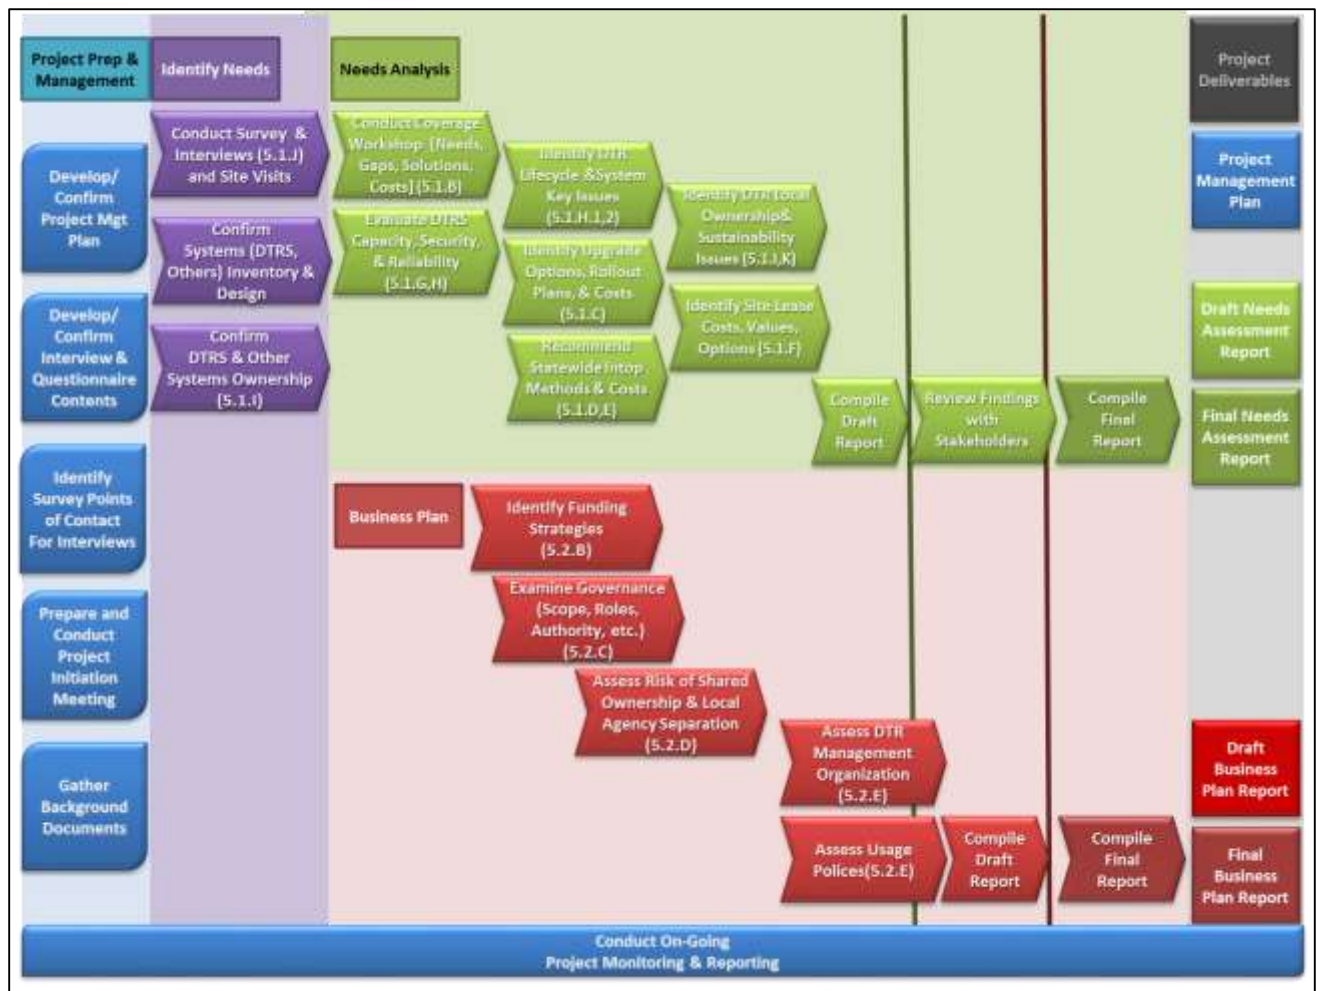 Project Prep &
Management
Identify Needs
Needs Analysis
Project
Deliverables
Develop/
Confirm
Project Mgt
Plan
Develop/
Confirm
Interview &
Questionnaire
Contents
Identify
Survey Points
of Contact
For Interviews
Prepare and
Conduct
Project
Initiation
Meeting
Gather
Background
Documents
Conduct Survey &
Interviews (5.1.J)
and Site Visits
Confirm
Systems (DTRS,
Others) Inventory &
Design
Confirm
DTRS & Other
Systems Ownership
(5.1.I)
Conduct Coverage
Workshop [Needs,
Gaps, Solutions,
Costs] (5.1.B)
Evaluate DTRS
Capacity, Security,
& Reliability
(5.1.G,H)
Identify DTR
Lifecycle &System
Key Issues
(5.1.H.1,2)
Identify Upgrade
Options, Rollout
Plans, & Costs
(5.1.C)
Recommend
Statewide Intop
Methods & Costs
(5.1.D,E)
Identify DTR Local
Ownership&
Sustainability
Issues (5.1.I,K)
Identify Site Lease
Costs, Values,
Options (5.1.F)
Compile
Draft
Report
Review Findings
with
Stakeholders
Compile
Final
Report
Business Plan
Identify Funding
Strategies
(5.2.B)
Examine Governance
(Scope, Roles,
Authority, etc.)
(5.2.C)
Assess Risk of Shared
Ownership & Local
Agency Separation
(5.2.D)
Assess DTR
Management
Organization
(5.2.E)
Assess Usage
Polices(5.2.E)
Compile
Draft
Report
Compile
Final
Report
Project
Management
Plan
Draft Needs
Assessment
Report
Final Needs
Assessment
Report
Draft
Business
Plan Report
Final
Business
Plan Report
Conduct On-Going
Project Monitoring & Reporting